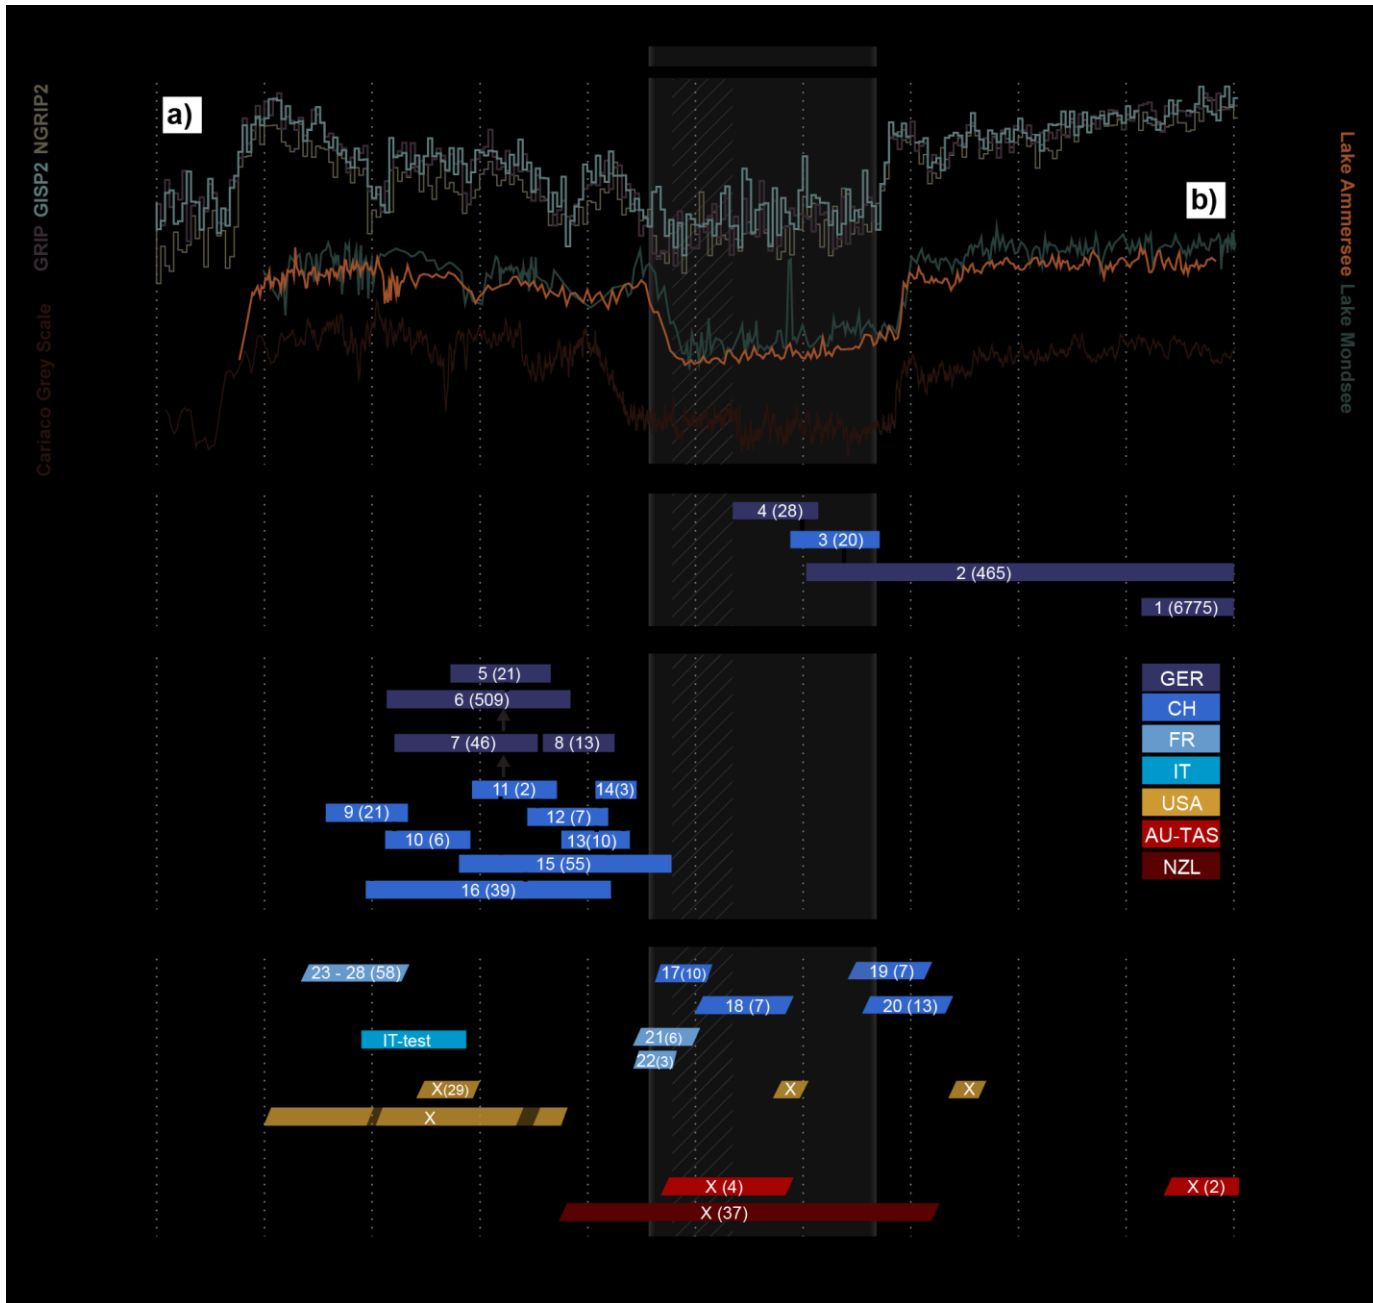 a)
b)
GRIP GISP2 NGRIP2
Cariaco Grey Scale
Lake Ammersee Lake Mondsee
4 (28)
3 (20)
2 (465)
1 (6775)
5 (21)
6 (509)
7 (46)
8 (13)
11 (2)
14(3)
9 (21)
12 (7)
10 (6)
13(10)
15 (55)
16 (39)
GER
CH
FR
IT
USA
AU-TAS
NZL
23 - 28 (58)
17(10)
19 (7)
18 (7)
20 (13)
IT-test
21(6)
22(3)
X(29)
X
X
X
X (4)
X (2)
X (37)